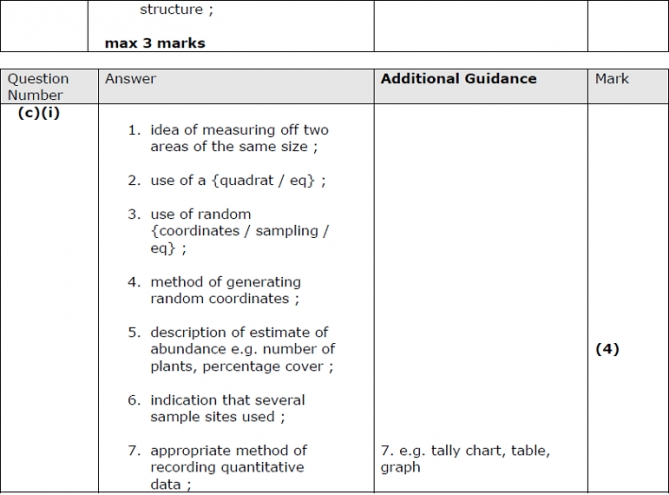 structure ;
max 3 marks
Question Number
Answer
Additional Guidance
Mark
(c)(i)
1. idea of measuring off two
areas of the same size ;
2. use of a {quadrat / eq} ;
3. use of random
{coordinates / sampling /
eq} ;
4. method of generating
random coordinates ;
5. description of estimate of
abundance e.g. number of
plants, percentage cover ;
(4)
6. indication that several
sample sites used ;
7. appropriate method of
recording quantitative
data ;
7. e.g. tally chart, table,
graph